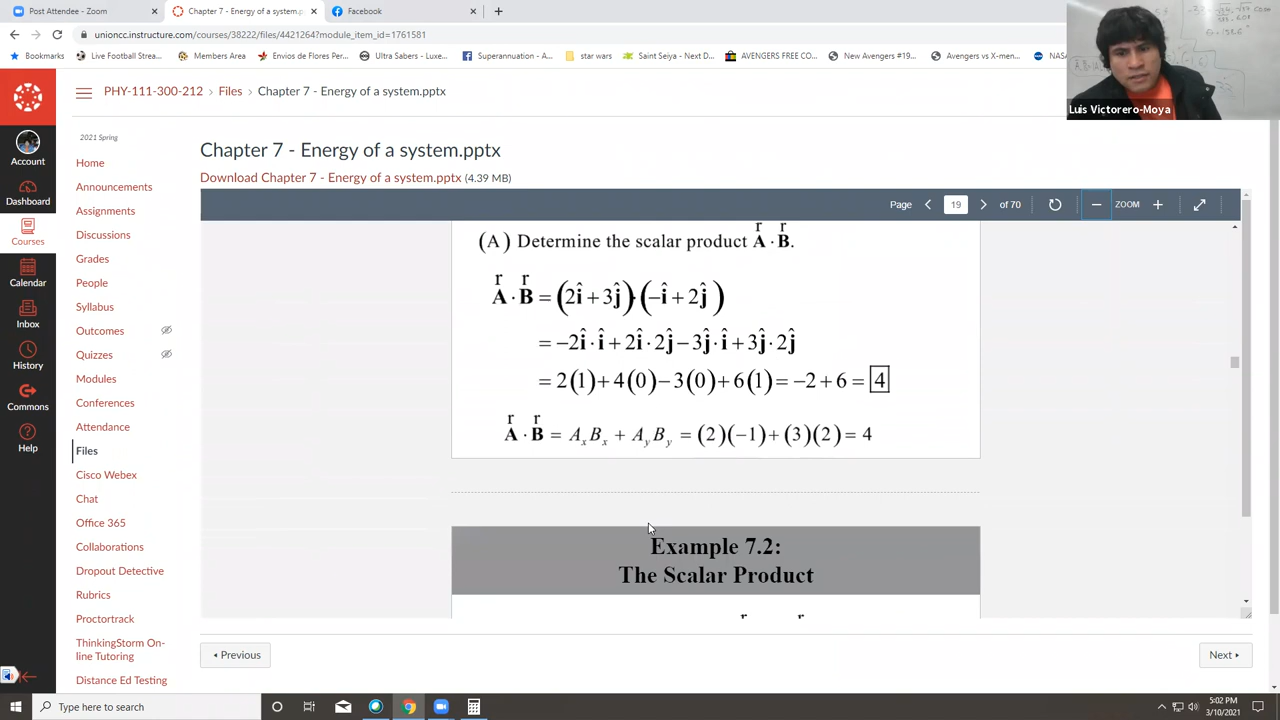 Post Attendee - Zoom
Chapter 7 - Energy of a system.p
Facebook
unioncc.instructure.com/courses/38222/files/4421264?module_item_id=1761581
Bookmarks
Live Football Strea
Members Area
Envios de Flores Per
Ultra Sabers - Luxe
Superannuation - A
star wars
Saint Seiya - Next D
AVENGERS FREE CO
New Avengers #19
Avengers vs X-men
NASA
Luis Victorero-Moya
PHY-111-300-212 › Files › Chapter 7 - Energy of a system.pptx
2021 Spring
Account
Dashboard
Courses
Calendar
Inbox
History
Commons
Help
Home
Announcements
Assignments
Discussions
Grades
People
Syllabus
Outcomes
Quizzes
Modules
Conferences
Attendance
Files
Cisco Webex
Chat
Office 365
Collaborations
Dropout Detective
Rubrics
Proctortrack
ThinkingStorm On-
line Tutoring
Distance Ed Testing
Chapter 7 - Energy of a system.pptx
Download Chapter 7 - Energy of a system.pptx (4.39 MB)
Page 19 of 70 ZOOM
r r
(A) Determine the scalar product A · B.
r r
A · B = (2î + 3ĵ)·(−î + 2ĵ)
= −2î · î + 2î · 2ĵ − 3ĵ · î + 3ĵ · 2ĵ
= 2(1) + 4(0) − 3(0) + 6(1) = −2 + 6 = 4
r r
A · B = AxBx + AyBy = (2)(−1) + (3)(2) = 4
Example 7.2:
The Scalar Product
r r
Previous
Next
Type here to search
5:02 PM
3/10/2021